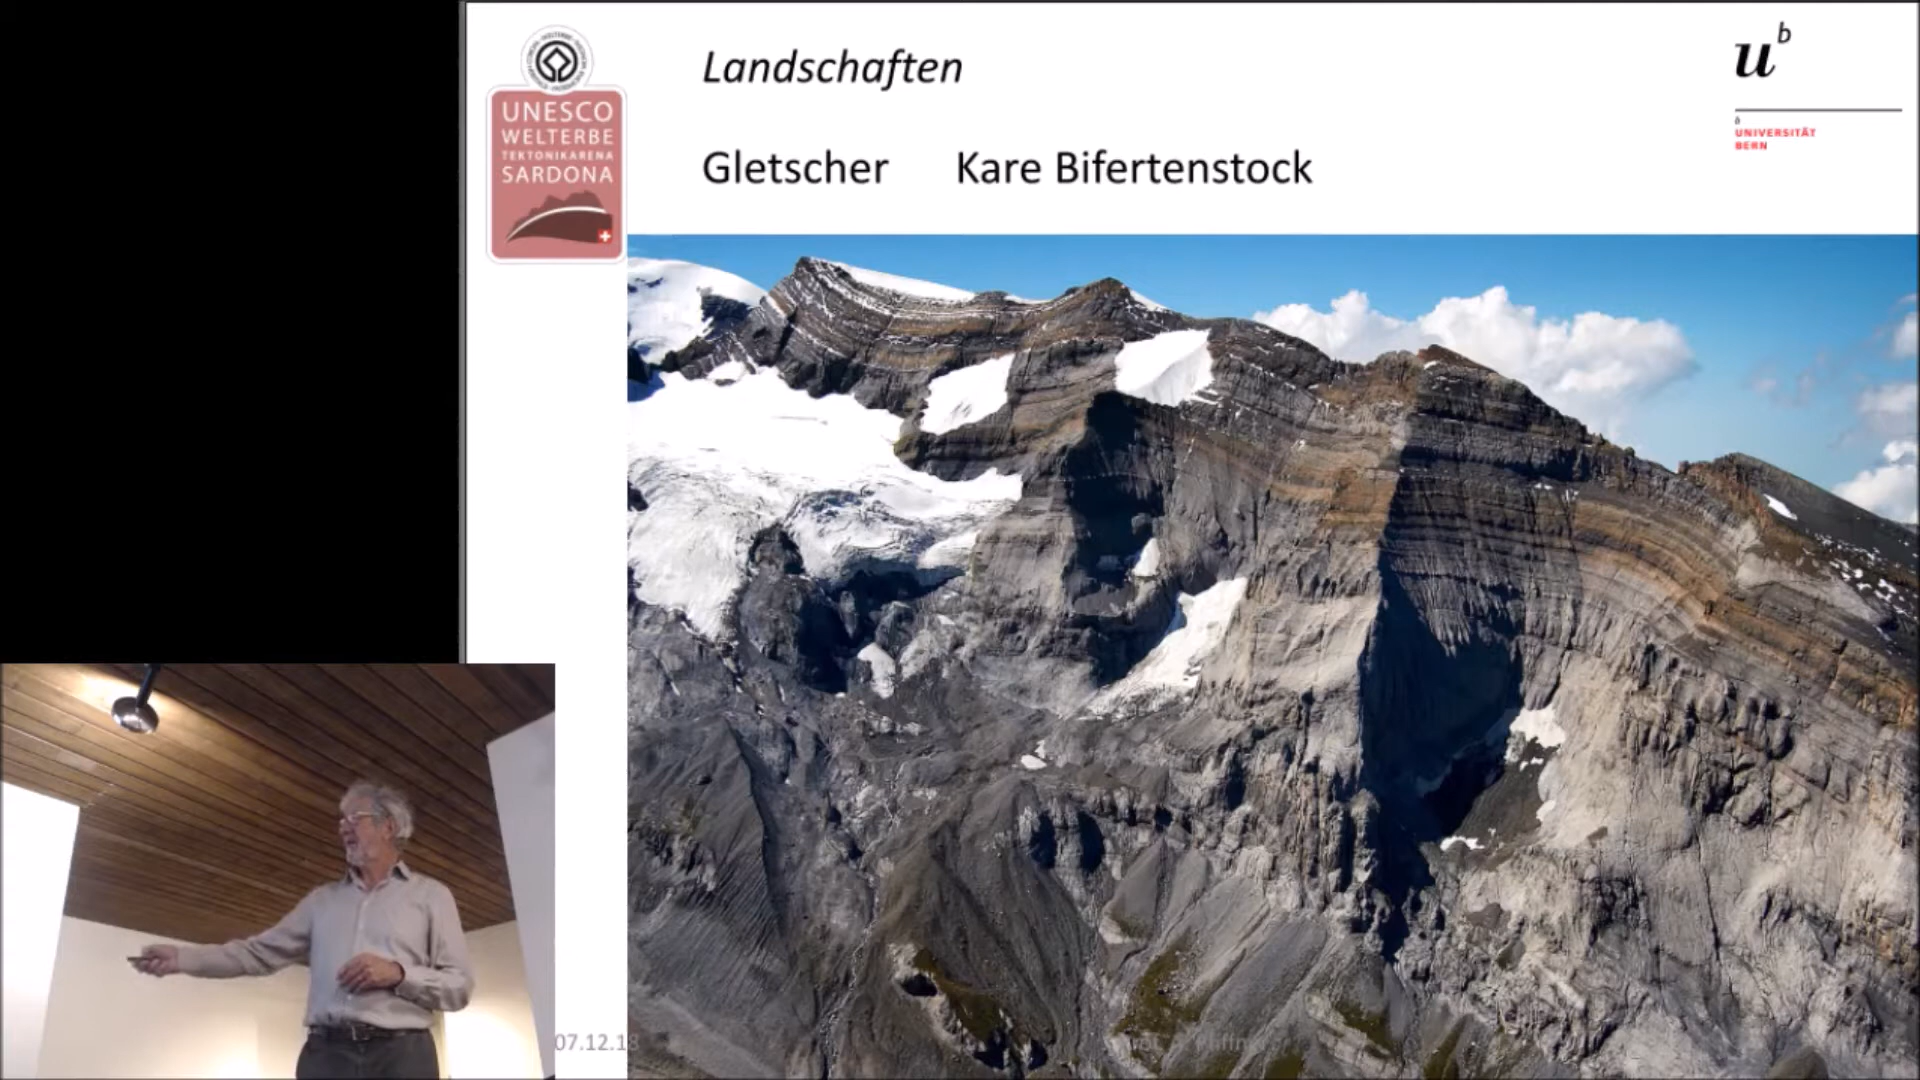 Landschaften
Gletscher Kare Bifertenstock
UNESCO
WELTERBE
TEKTONIKARENA
SARDONA
u
b
b
UNIVERSITÄT
BERN
07.12.18